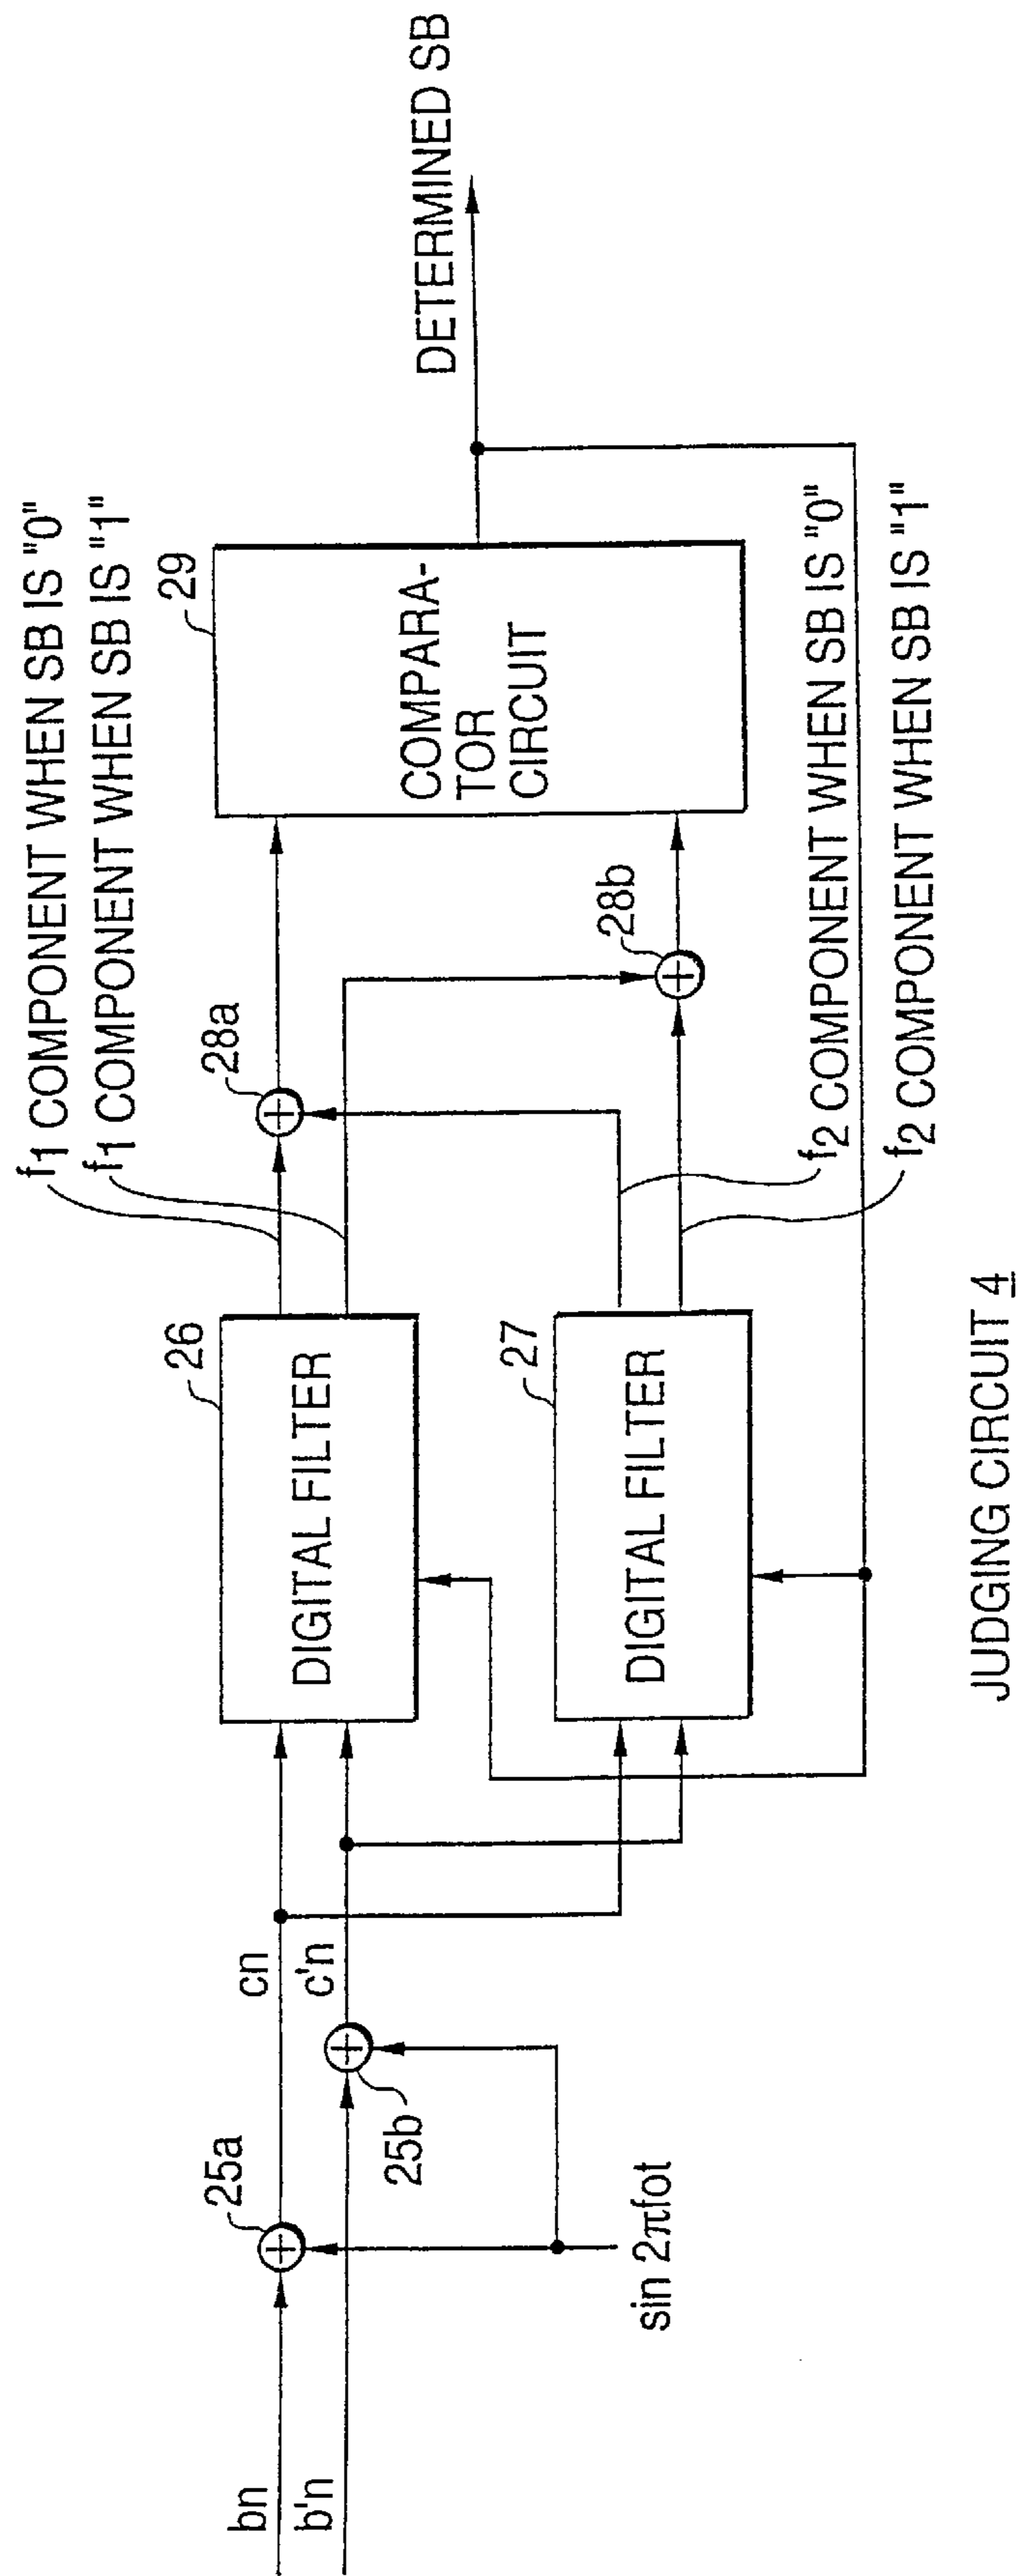 bn
b'n
25a
25b
sin 2πfot
cn
c'n
26
DIGITAL FILTER
27
DIGITAL FILTER
f1 COMPONENT WHEN SB IS "0"
f1 COMPONENT WHEN SB IS "1"
28a
28b
29
COMPARA-
TOR
CIRCUIT
f2 COMPONENT WHEN SB IS "0"
f2 COMPONENT WHEN SB IS "1"
DETERMINED SB
JUDGING CIRCUIT 4